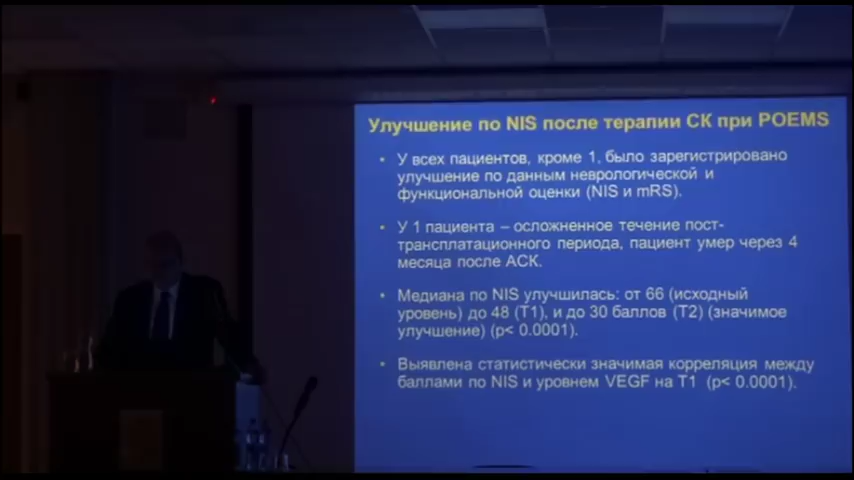 Улучшение по NIS после терапии СК при POEMS
• У всех пациентов, кроме 1, было зарегистрировано
улучшение по данным неврологической и
функциональной оценки (NIS и mRS).
• У 1 пациента – осложненное течение пост-
трансплатационного периода, пациент умер через 4
месяца после АСК.
• Медиана по NIS улучшилась: от 66 (исходный
уровень) до 48 (T1), и до 30 баллов (T2) (значимое
улучшение) (p< 0.0001).
• Выявлена статистически значимая корреляция между
баллами по NIS и уровнем VEGF на T1 (p< 0.0001).